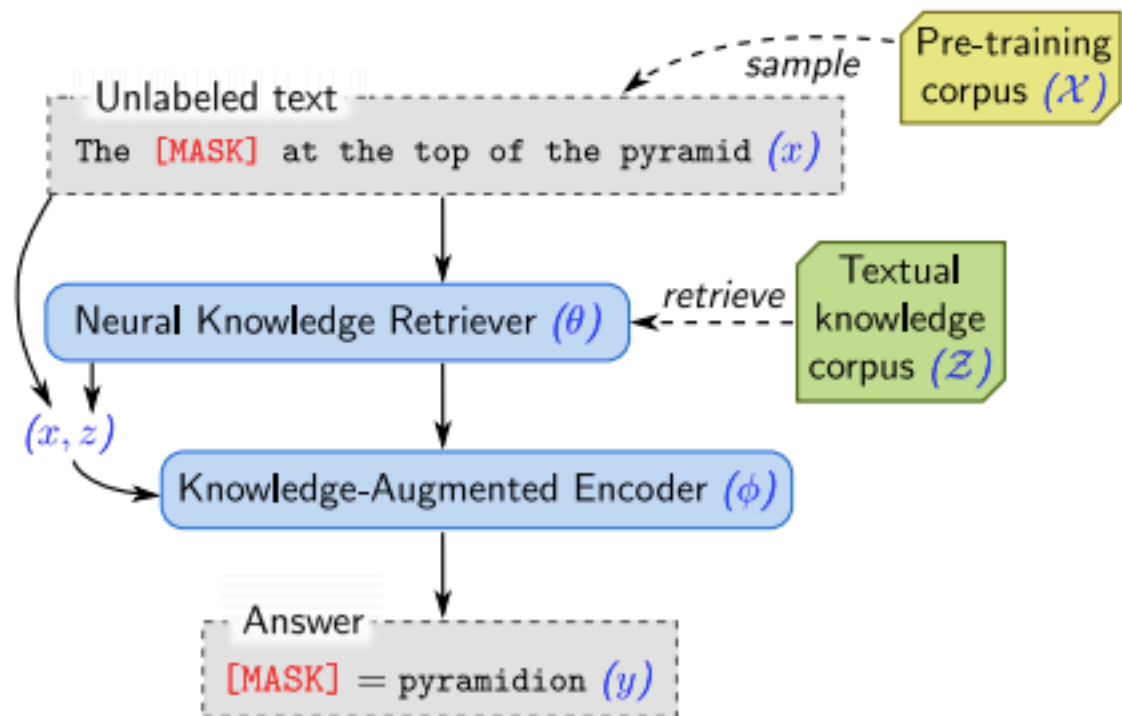 Pre-training
corpus (𝒳)
sample
Unlabeled text
The [MASK] at the top of the pyramid (x)
Textual
knowledge
corpus (𝒵)
retrieve
Neural Knowledge Retriever (θ)
(x, z)
Knowledge-Augmented Encoder (ϕ)
Answer
[MASK] = pyramidion (y)